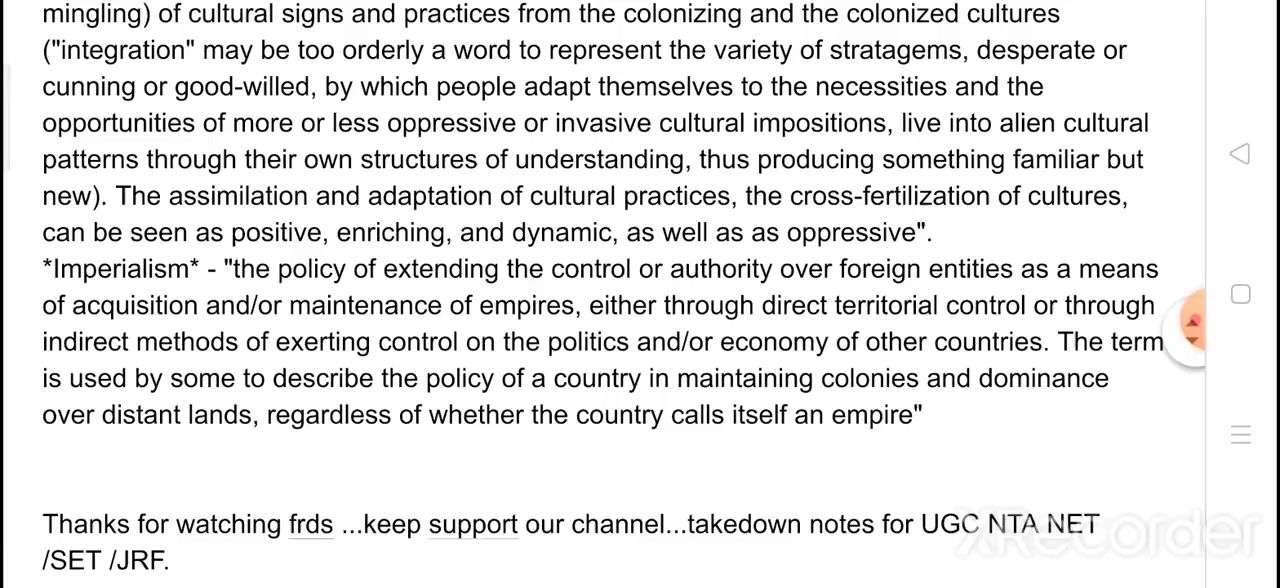 mingling) of cultural signs and practices from the colonizing and the colonized cultures
("integration" may be too orderly a word to represent the variety of stratagems, desperate or
cunning or good-willed, by which people adapt themselves to the necessities and the
opportunities of more or less oppressive or invasive cultural impositions, live into alien cultural
patterns through their own structures of understanding, thus producing something familiar but
new). The assimilation and adaptation of cultural practices, the cross-fertilization of cultures,
can be seen as positive, enriching, and dynamic, as well as as oppressive".
*Imperialism* - "the policy of extending the control or authority over foreign entities as a means
of acquisition and/or maintenance of empires, either through direct territorial control or through
indirect methods of exerting control on the politics and/or economy of other countries. The term
is used by some to describe the policy of a country in maintaining colonies and dominance
over distant lands, regardless of whether the country calls itself an empire"
Thanks for watching frds ...keep support our channel...takedown notes for UGC NTA NET
/SET /JRF.
XRecorder